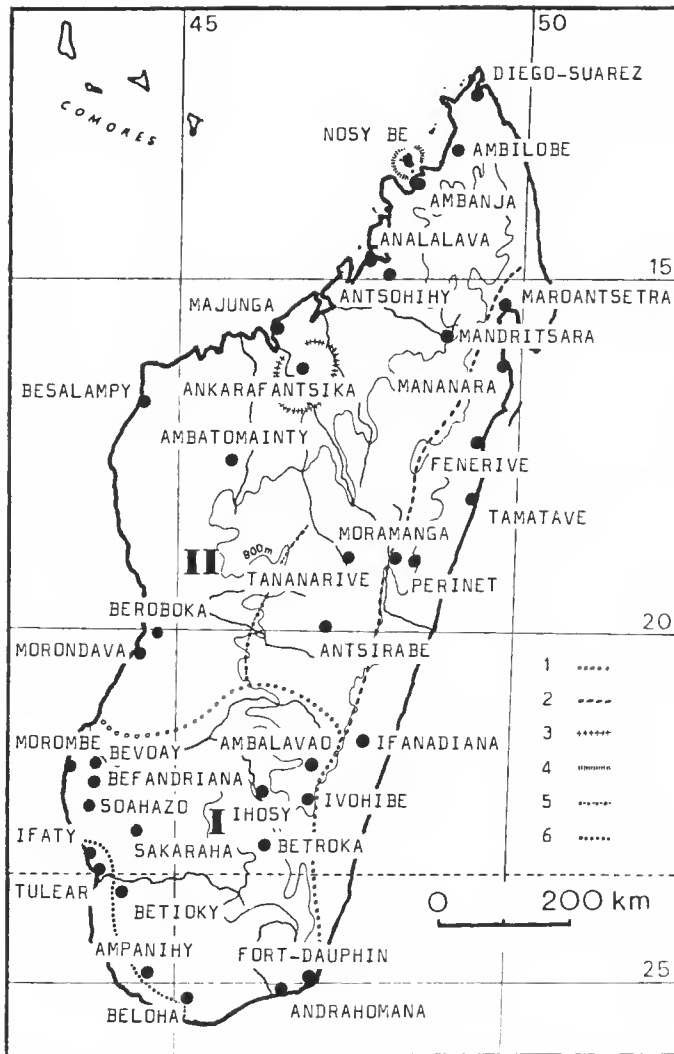 45
50
DIEGO-SUAREZ
COMORES
NOSY BE
AMBILOBE
AMBANJA
ANALALAVA
15
ANTSOHIHY
MAROANTSETRA
MAJUNGA
MANDRITSARA
BESALAMPY
ANKARAFANTSIKA
MANANARA
AMBATOMAINTY
FENERIVE
TAMATAVE
MORAMANGA
800m
II
TANANARIVE
PERINET
BEROBOKA
20
MORONDAVA
ANTSIRABE
1
2
MOROMBE
BEVOAY
AMBALAVAO
IFANADIANA
3
BEFANDRIANA
4
SOAHAZO
I
IHOSY
IVOHIBE
5
IFATY
SAKARAHA
BETROKA
6
TULEAR
BETIOKY
0 200 km
AMPANIHY
FORT-DAUPHIN
25
BELOHA
ANDRAHOMANA